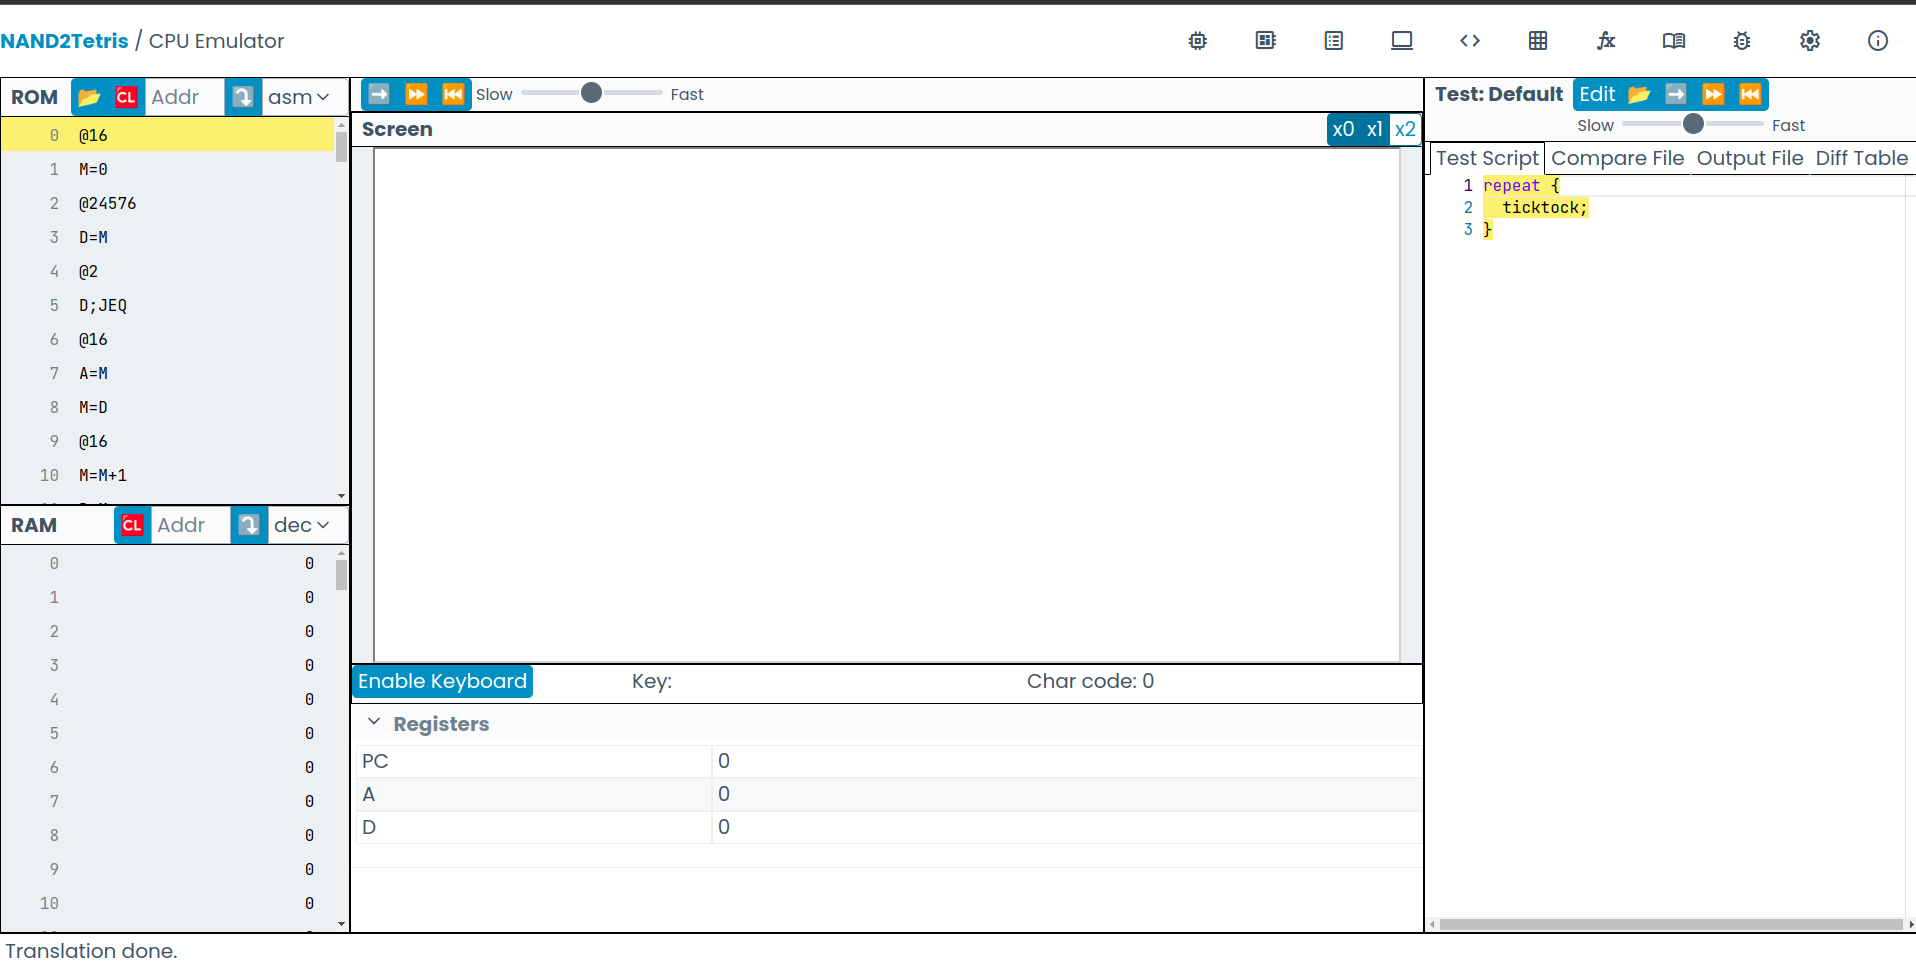 NAND2Tetris / CPU Emulator
ROM CL Addr asm
0 @16
1 M=0
2 @24576
3 D=M
4 @2
5 D;JEQ
6 @16
7 A=M
8 M=D
9 @16
10 M=M+1
RAM CL Addr dec
0 0
1 0
2 0
3 0
4 0
5 0
6 0
7 0
8 0
9 0
10 0
Slow Fast
Screen x0 x1 x2
Enable Keyboard Key: Char code: 0
Registers
PC 0
A 0
D 0
Test: Default Edit
Slow Fast
Test Script Compare File Output File Diff Table
1 repeat {
2 ticktock;
3 }
Translation done.